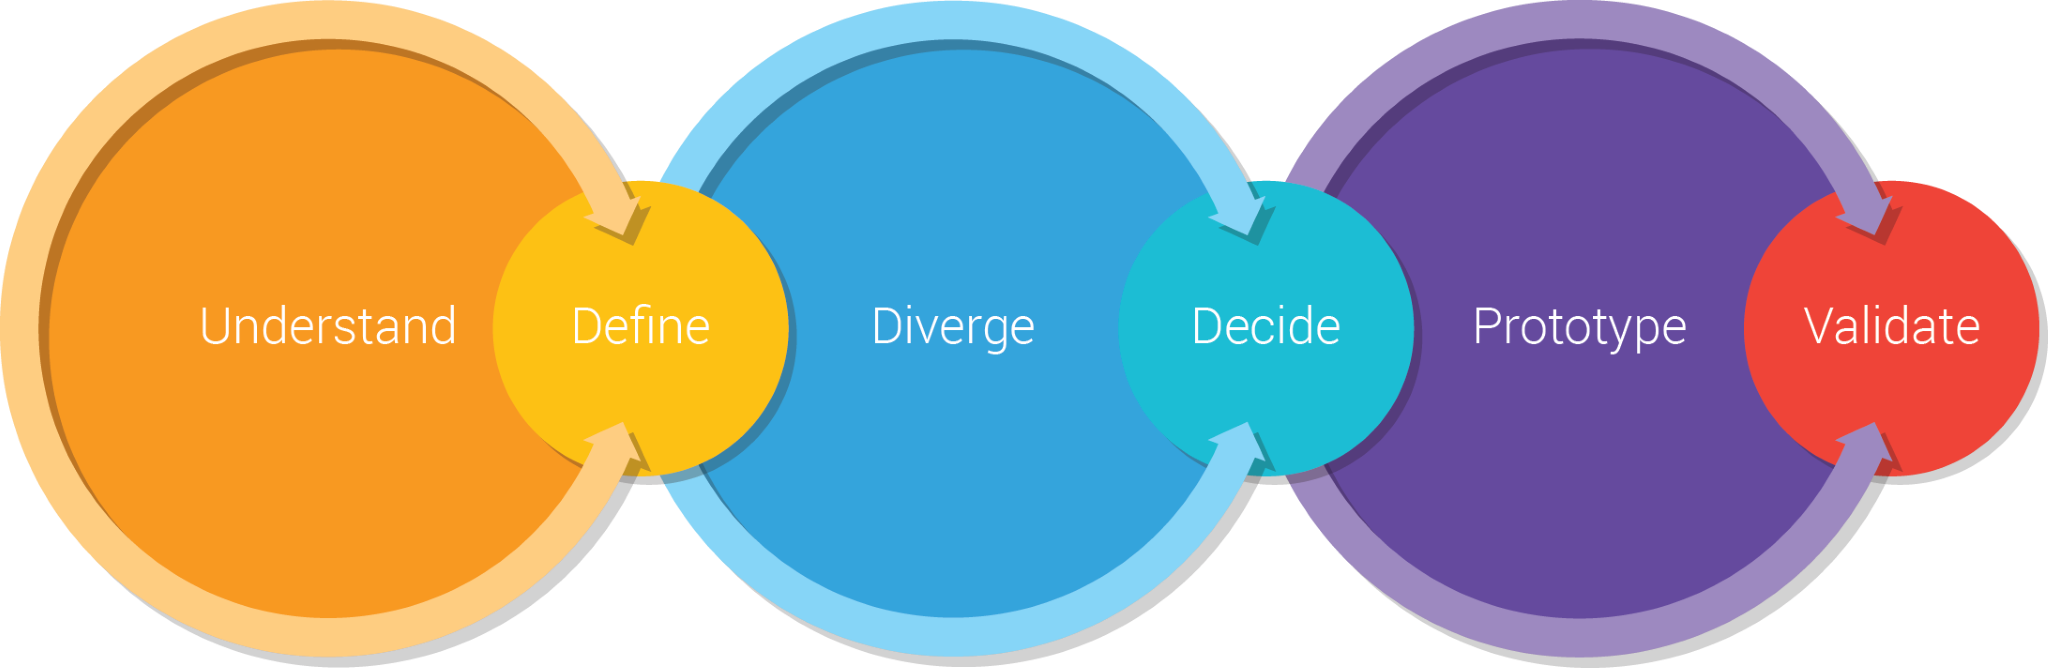 Understand
Define
Diverge
Decide
Prototype
Validate